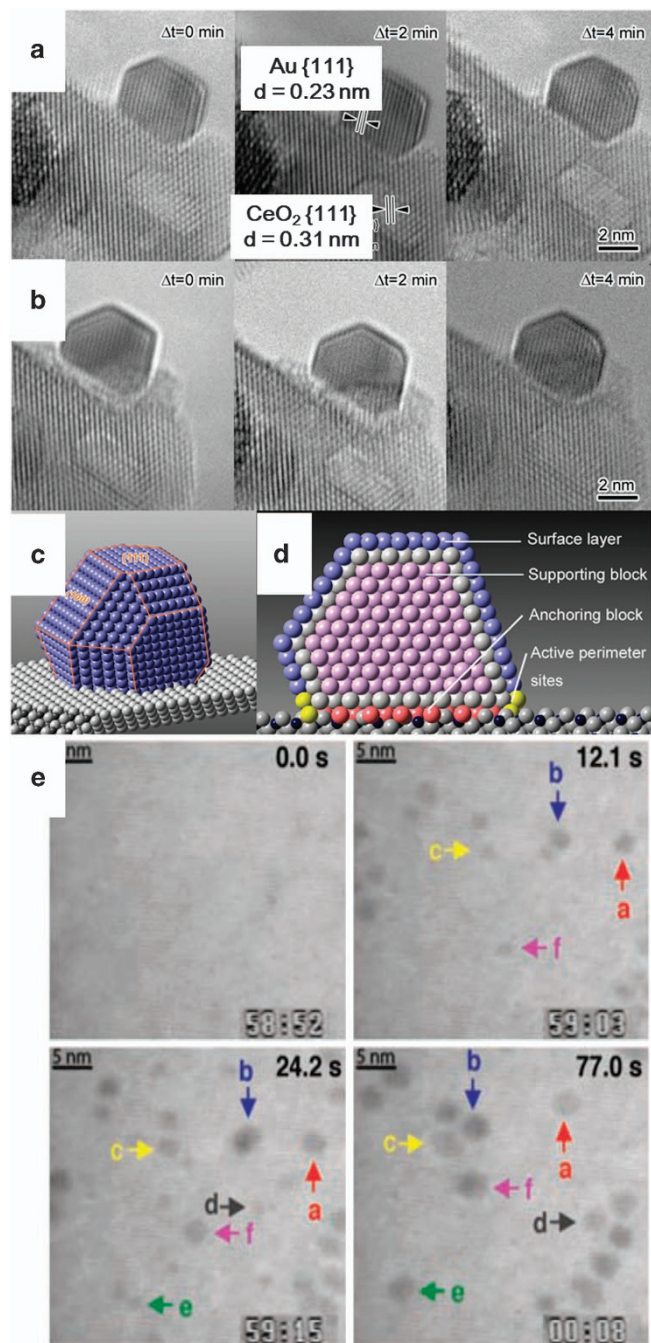 a
Δt=0 min
Δt=2 min
Δt=4 min
Au {111}
d = 0.23 nm
CeO2 {111}
d = 0.31 nm
2 nm
b
Δt=0 min
Δt=2 min
Δt=4 min
2 nm
c
{111}
{100}
d
Surface layer
Supporting block
Anchoring block
Active perimeter
sites
e
5 nm
0.0 s
58:52
5 nm
12.1 s
b
c
a
f
59:03
5 nm
24.2 s
b
c
a
d
f
e
59:15
5 nm
77.0 s
b
c
a
f
d
e
00:08